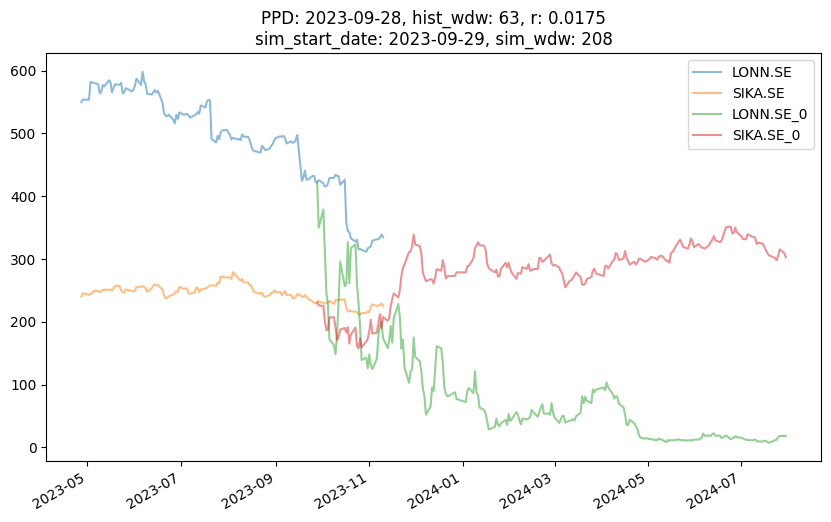 PPD: 2023-09-28, hist_wdw: 63, r: 0.0175
sim_start_date: 2023-09-29, sim_wdw: 208
LONN.SE
SIKA.SE
LONN.SE_0
SIKA.SE_0
600
500
400
300
200
100
0
2023-05
2023-07
2023-09
2023-11
2024-01
2024-03
2024-05
2024-07